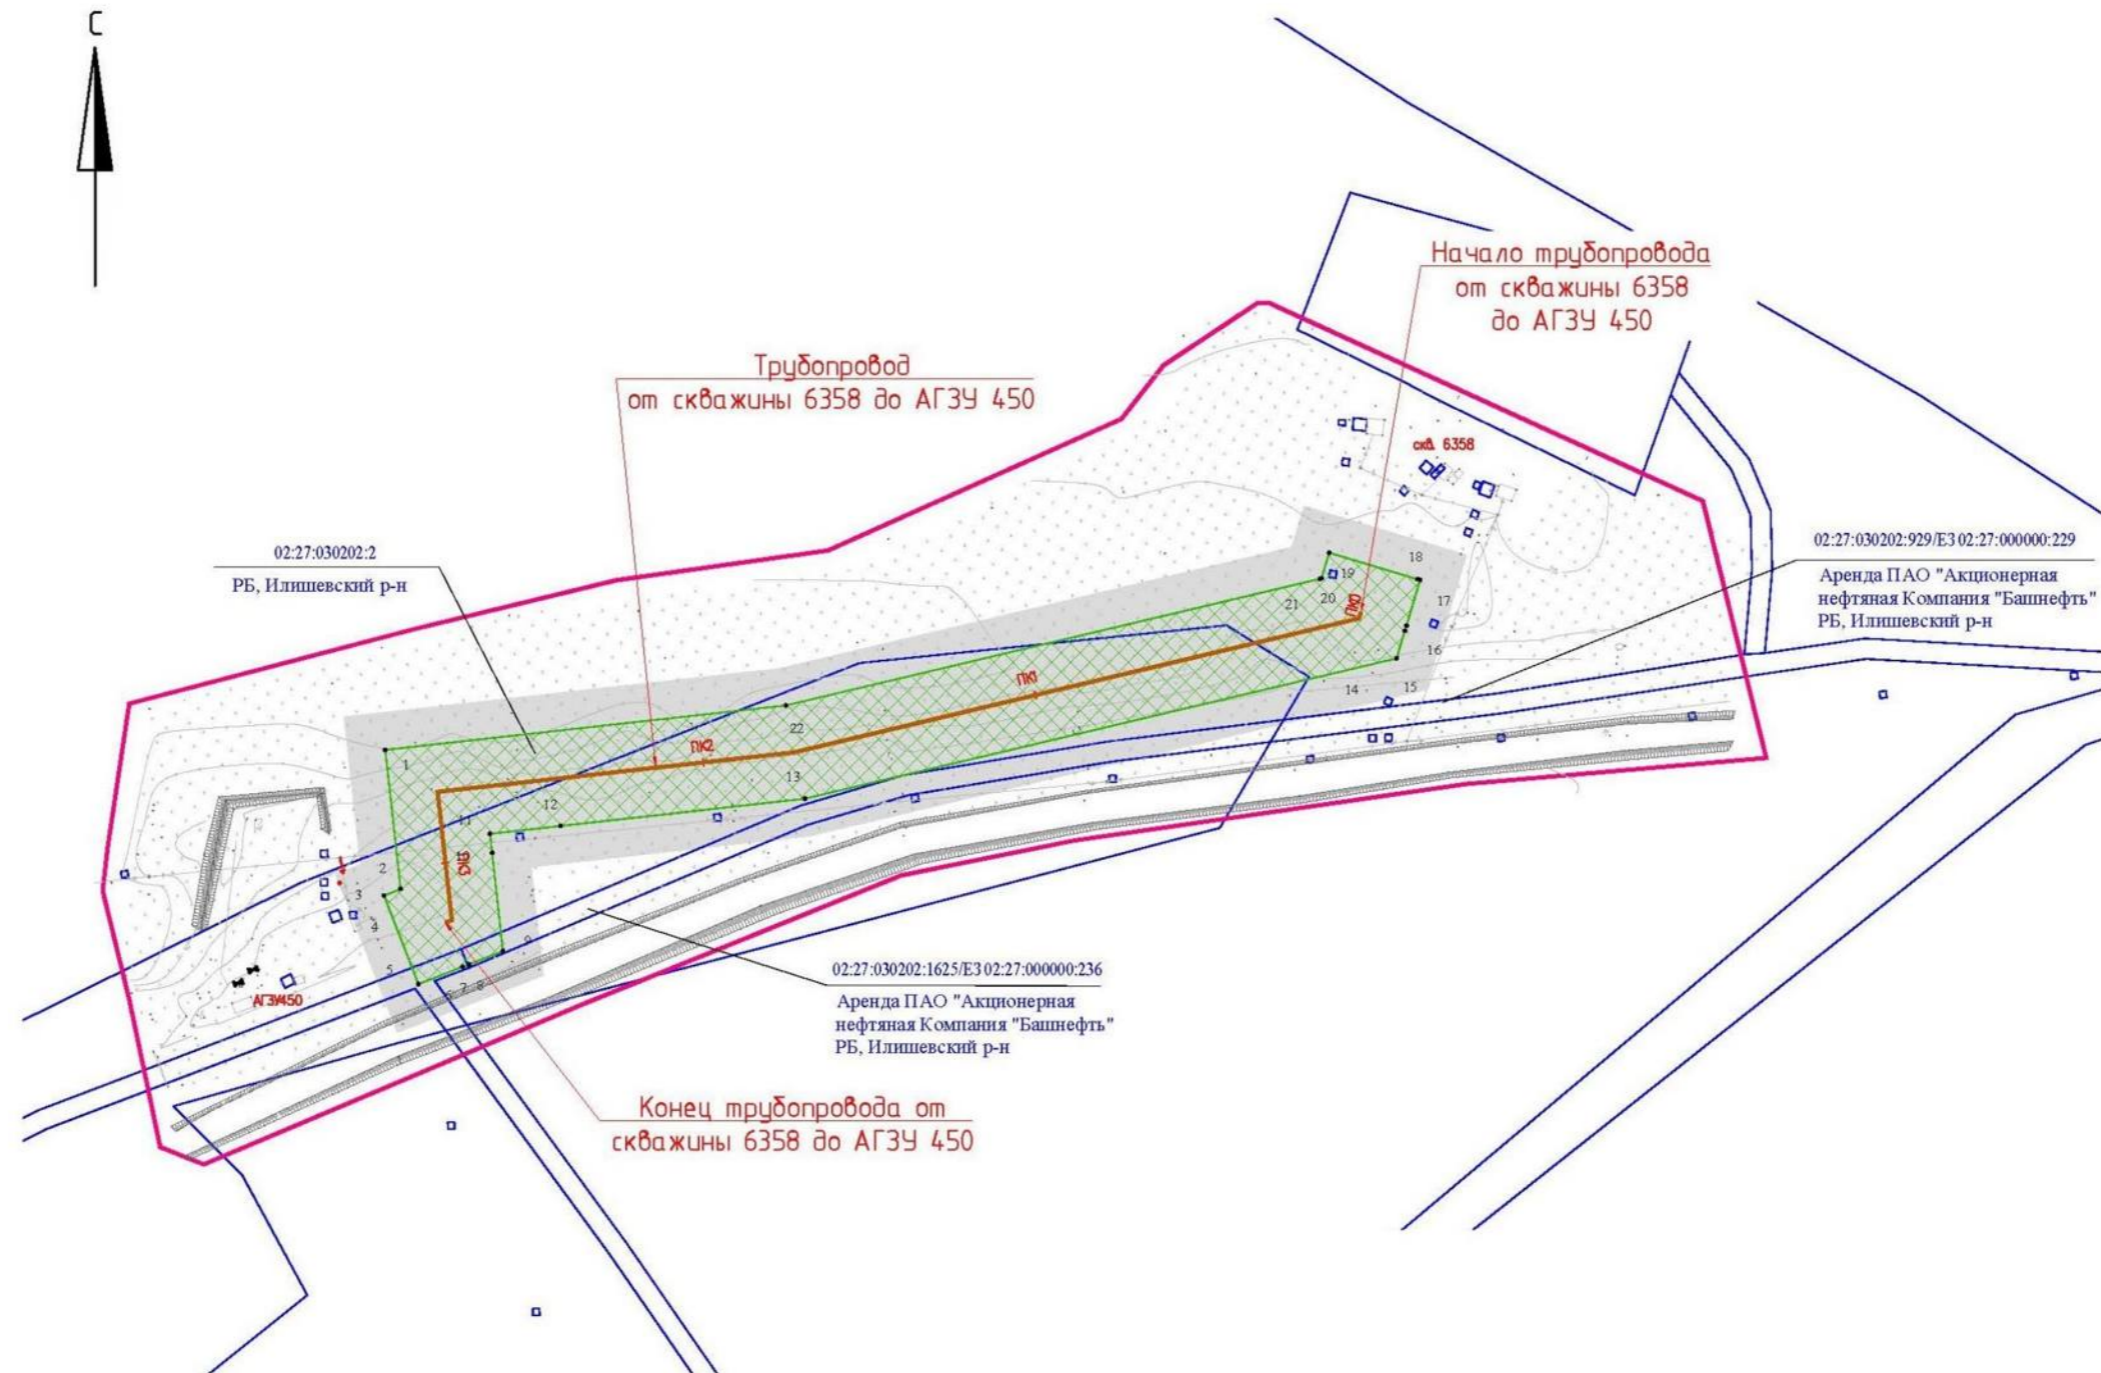 С
Начало трубопровода
от скважины 6358
до АГЗУ 450
Трубопровод
от скважины 6358 до АГЗУ 450
скв. 6358
02:27:030202:2
РБ, Илишевский р-н
02:27:030202:929/ЕЗ 02:27:000000:229
Аренда ПАО "Акционерная
нефтяная Компания "Башнефть"
РБ, Илишевский р-н
18
19
20
21
17
16
15
14
ПК0
ПК1
22
ПК2
1
13
12
11
ПК3
2
3
4
5
6
7
8
9
АГЗУ450
02:27:030202:1625/ЕЗ 02:27:000000:236
Аренда ПАО "Акционерная
нефтяная Компания "Башнефть"
РБ, Илишевский р-н
Конец трубопровода от
скважины 6358 до АГЗУ 450